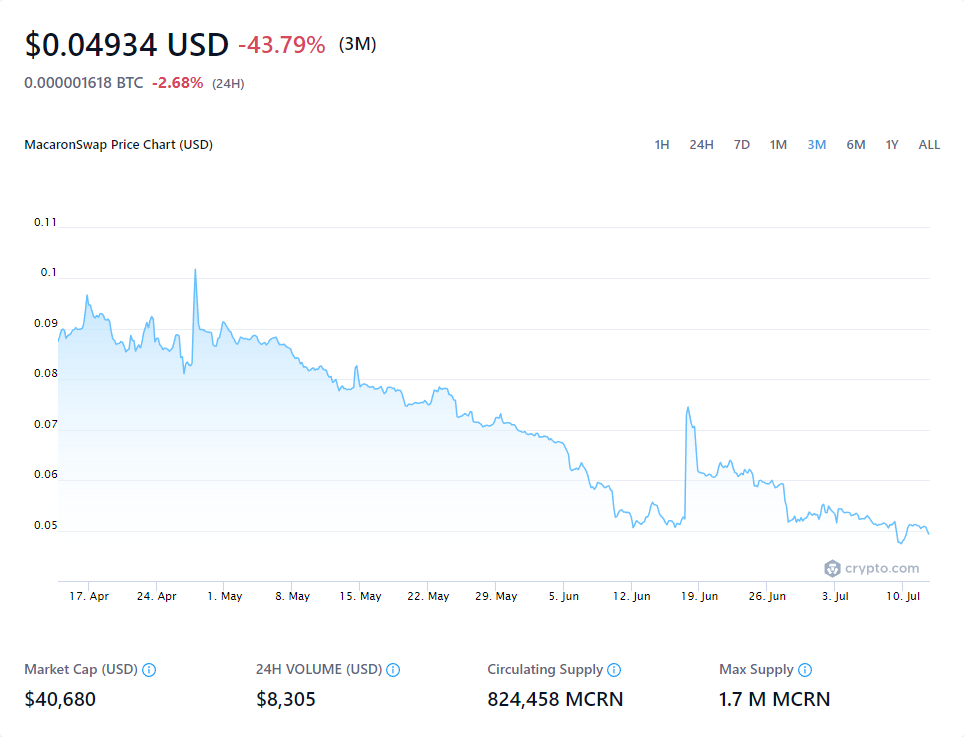 $0.04934 USD -43.79% (3M)
0.000001618 BTC -2.68% (24H)
MacaronSwap Price Chart (USD) 1H 24H 7D 1M 3M 6M 1Y ALL
0.11
0.1
0.09
0.08
0.07
0.06
0.05
crypto.com
17. Apr 24. Apr 1. May 8. May 15. May 22. May 29. May 5. Jun 12. Jun 19. Jun 26. Jun 3. Jul 10. Jul
Market Cap (USD) 24H VOLUME (USD) Circulating Supply Max Supply
$40,680 $8,305 824,458 MCRN 1.7 M MCRN